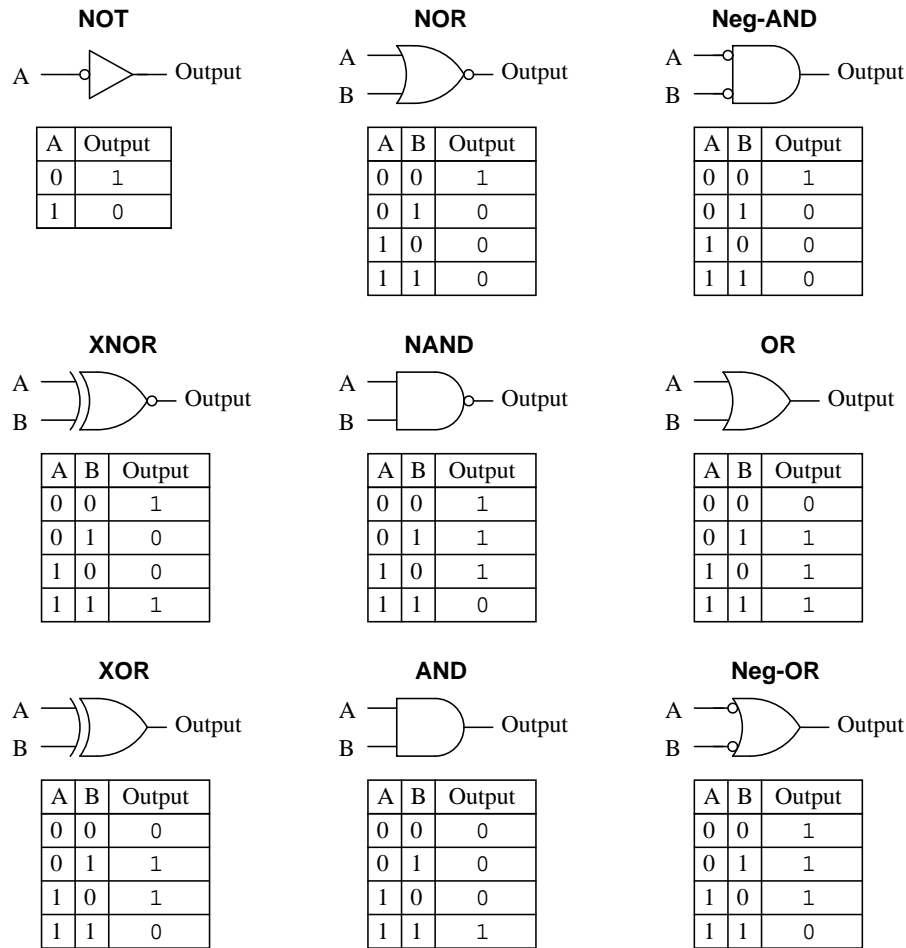 NOT
A Output
A Output
0 1
1 0
NOR
A
B
Output
A B Output
0 0 1
0 1 0
1 0 0
1 1 0
Neg-AND
A
B
Output
A B Output
0 0 1
0 1 0
1 0 0
1 1 0
XNOR
A
B
Output
A B Output
0 0 1
0 1 0
1 0 0
1 1 1
NAND
A
B
Output
A B Output
0 0 1
0 1 1
1 0 1
1 1 0
OR
A
B
Output
A B Output
0 0 0
0 1 1
1 0 1
1 1 1
XOR
A
B
Output
A B Output
0 0 0
0 1 1
1 0 1
1 1 0
AND
A
B
Output
A B Output
0 0 0
0 1 0
1 0 0
1 1 1
Neg-OR
A
B
Output
A B Output
0 0 1
0 1 1
1 0 1
1 1 0